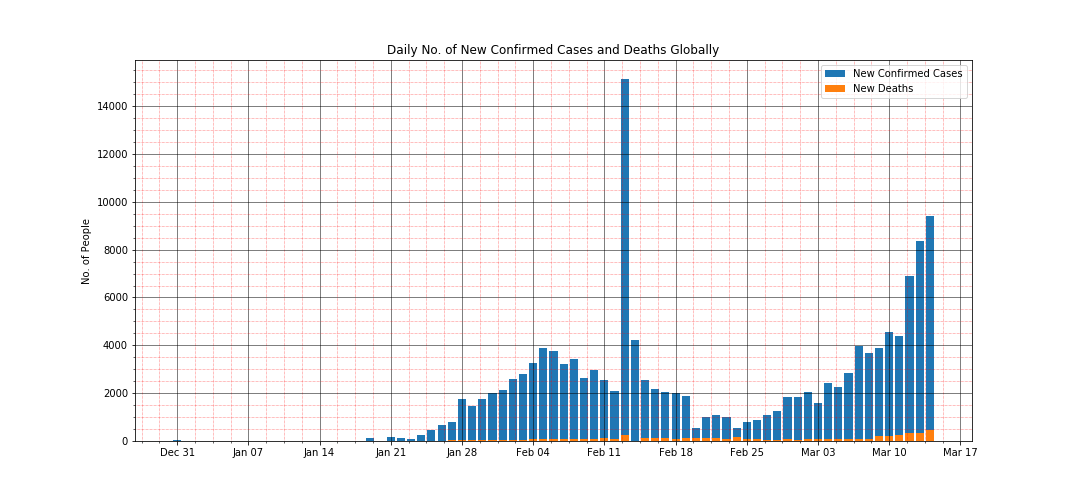 Daily No. of New Confirmed Cases and Deaths Globally
New Confirmed Cases
New Deaths
No. of People
14000
12000
10000
8000
6000
4000
2000
0
Dec 31 Jan 07 Jan 14 Jan 21 Jan 28 Feb 04 Feb 11 Feb 18 Feb 25 Mar 03 Mar 10 Mar 17